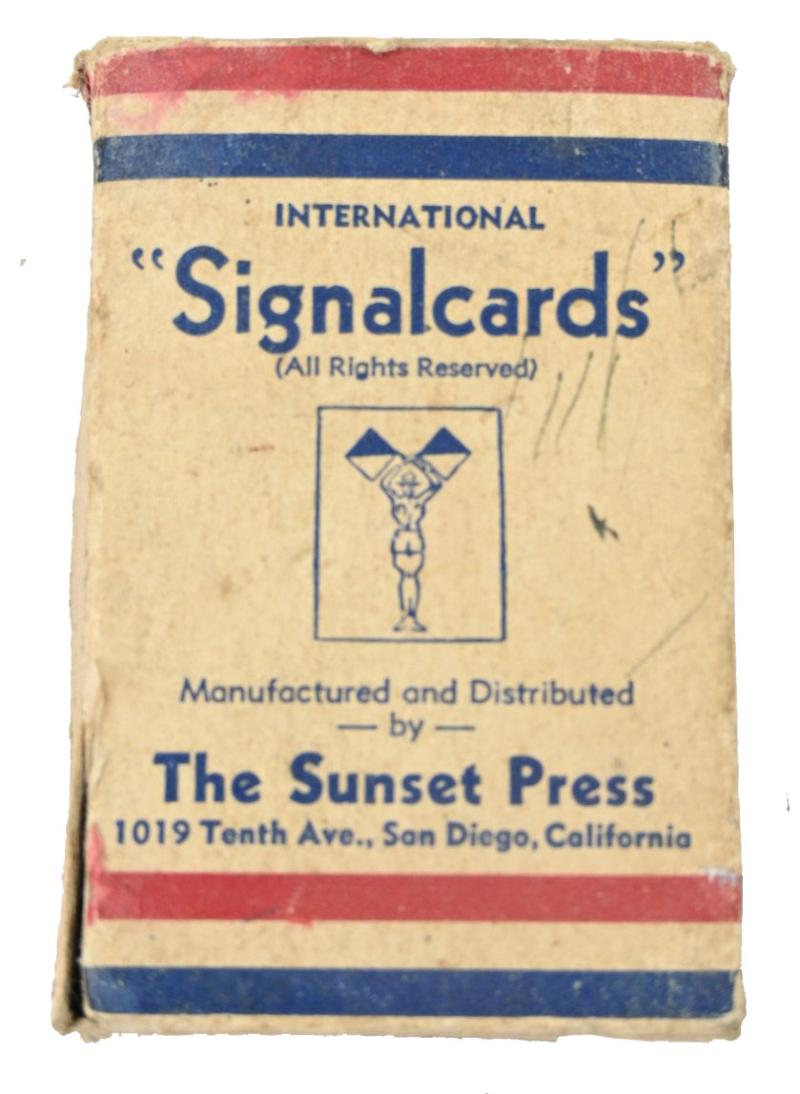 INTERNATIONAL
“Signalcards”
(All Rights Reserved)
Manufactured and Distributed
— by —
The Sunset Press
1019 Tenth Ave., San Diego, California